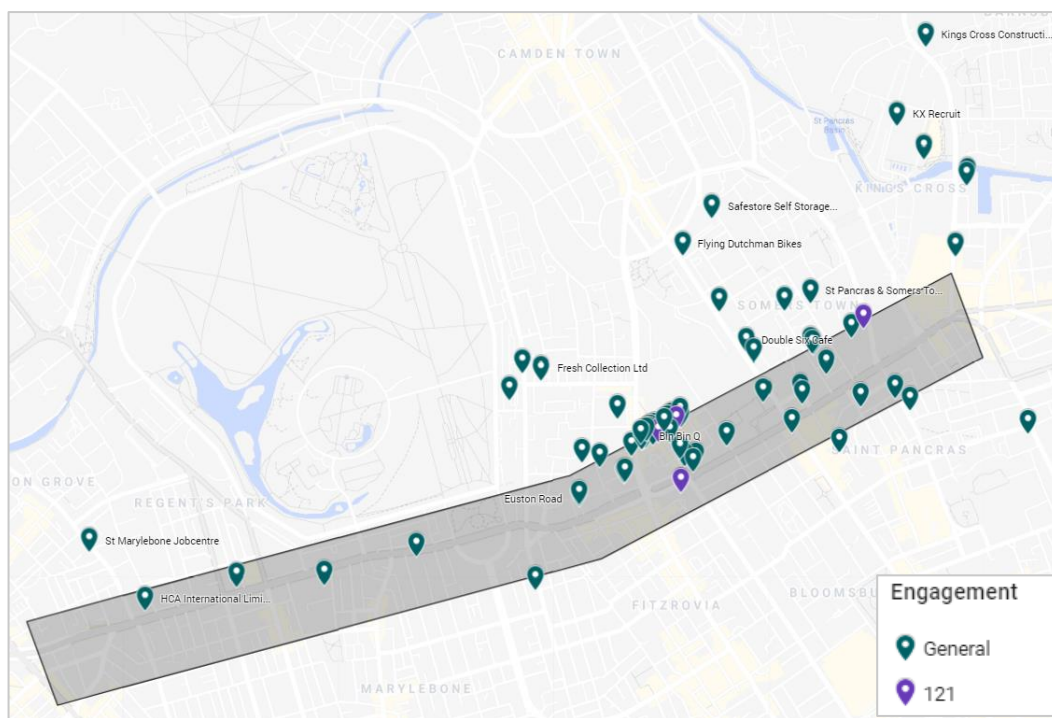 BARNSBU
Kings Cross Constructi...
CAMDEN TOWN
KX Recruit
St Pancras
Basin
KINGS CROSS
Safestore Self Storage...
Flying Dutchman Bikes
St Pancras & Somers To...
SOMERS TOWN
Double Six Cafe
Fresh Collection Ltd
Bin Bin Q
SAINT PANCRAS
ON GROVE
REGENT'S PARK
Euston Road
St Marylebone Jobcentre
HCA International Limi...
FITZROVIA
BLOOMSBU
MARYLEBONE
Engagement
General
121